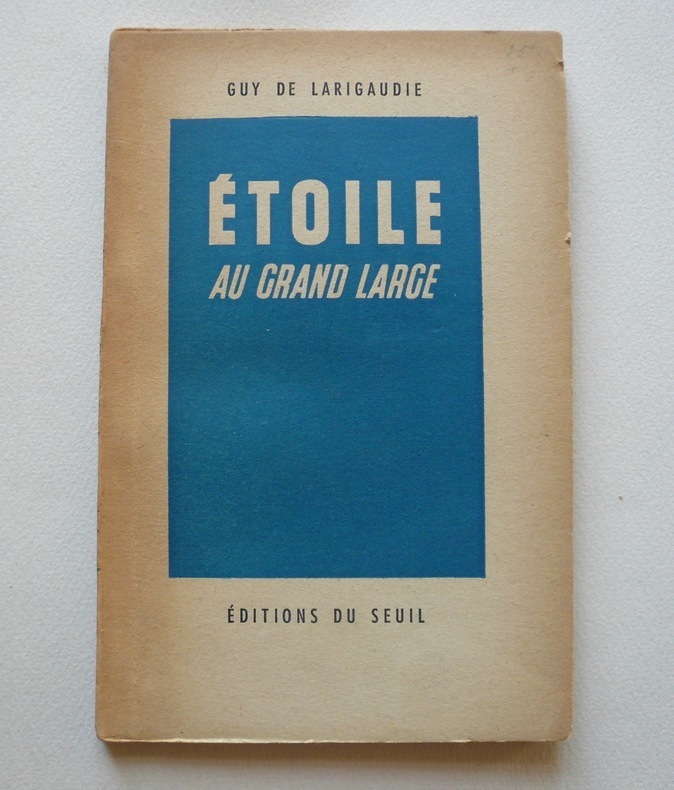 GUY DE LARIGAUDIE
ÉTOILE
AU GRAND LARGE
ÉDITIONS DU SEUIL